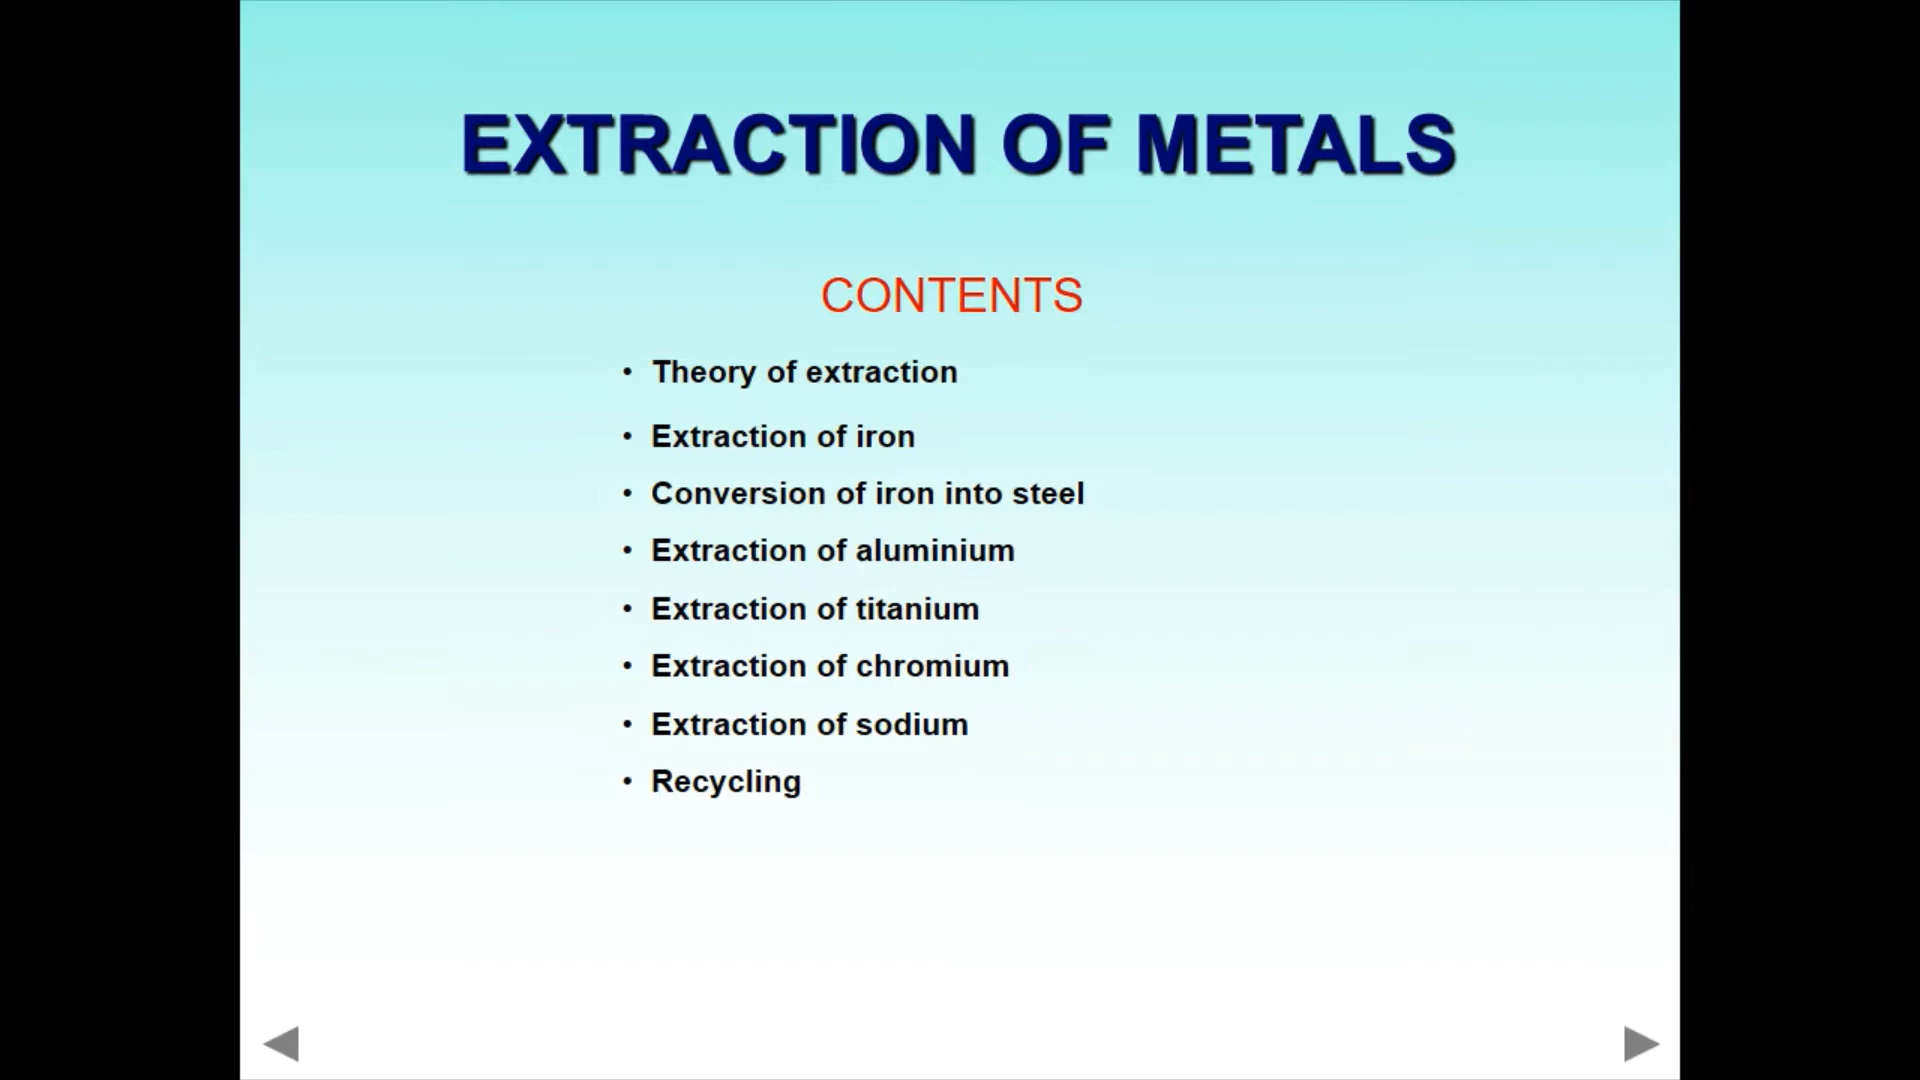 EXTRACTION OF METALS
CONTENTS
• Theory of extraction
• Extraction of iron
• Conversion of iron into steel
• Extraction of aluminium
• Extraction of titanium
• Extraction of chromium
• Extraction of sodium
• Recycling